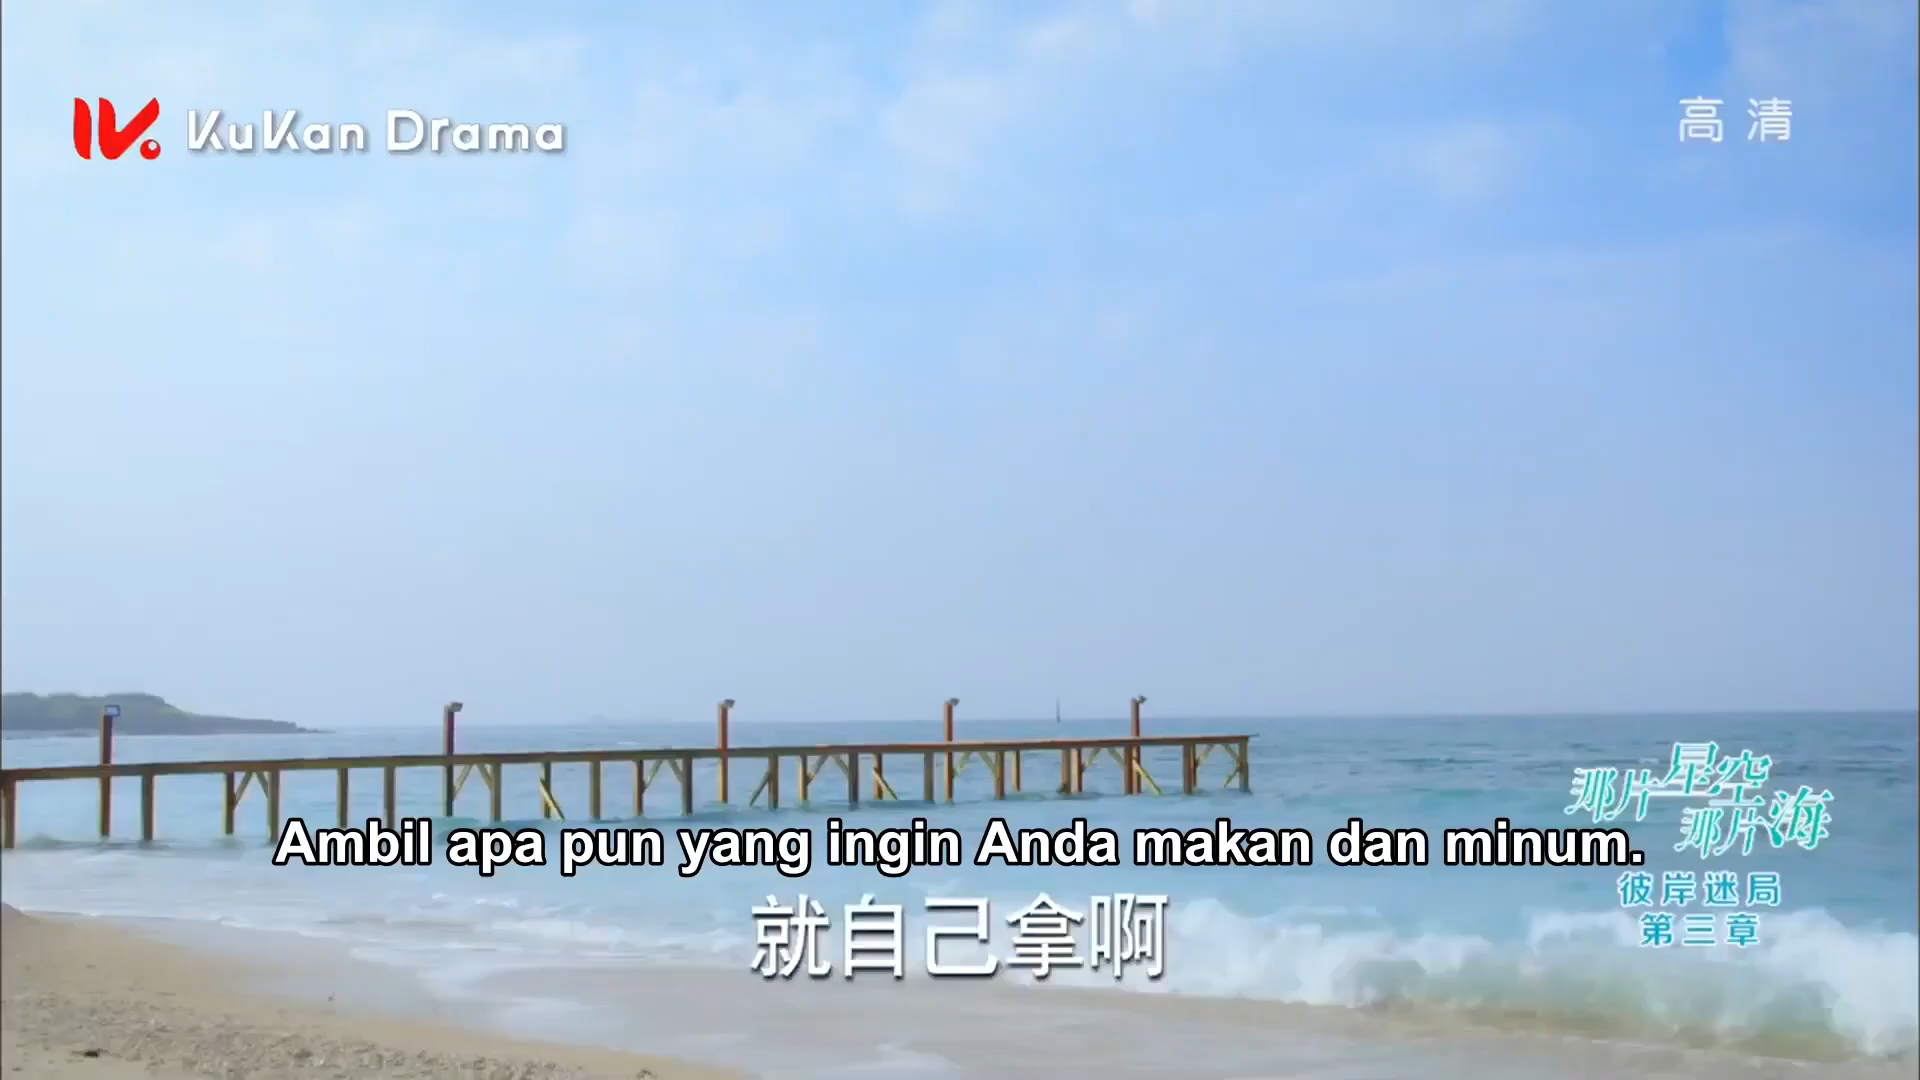 KuKan Drama
高清
那片星空
那片海
Ambil apa pun yang ingin Anda makan dan minum.
彼岸迷局
第三章
就自己拿啊